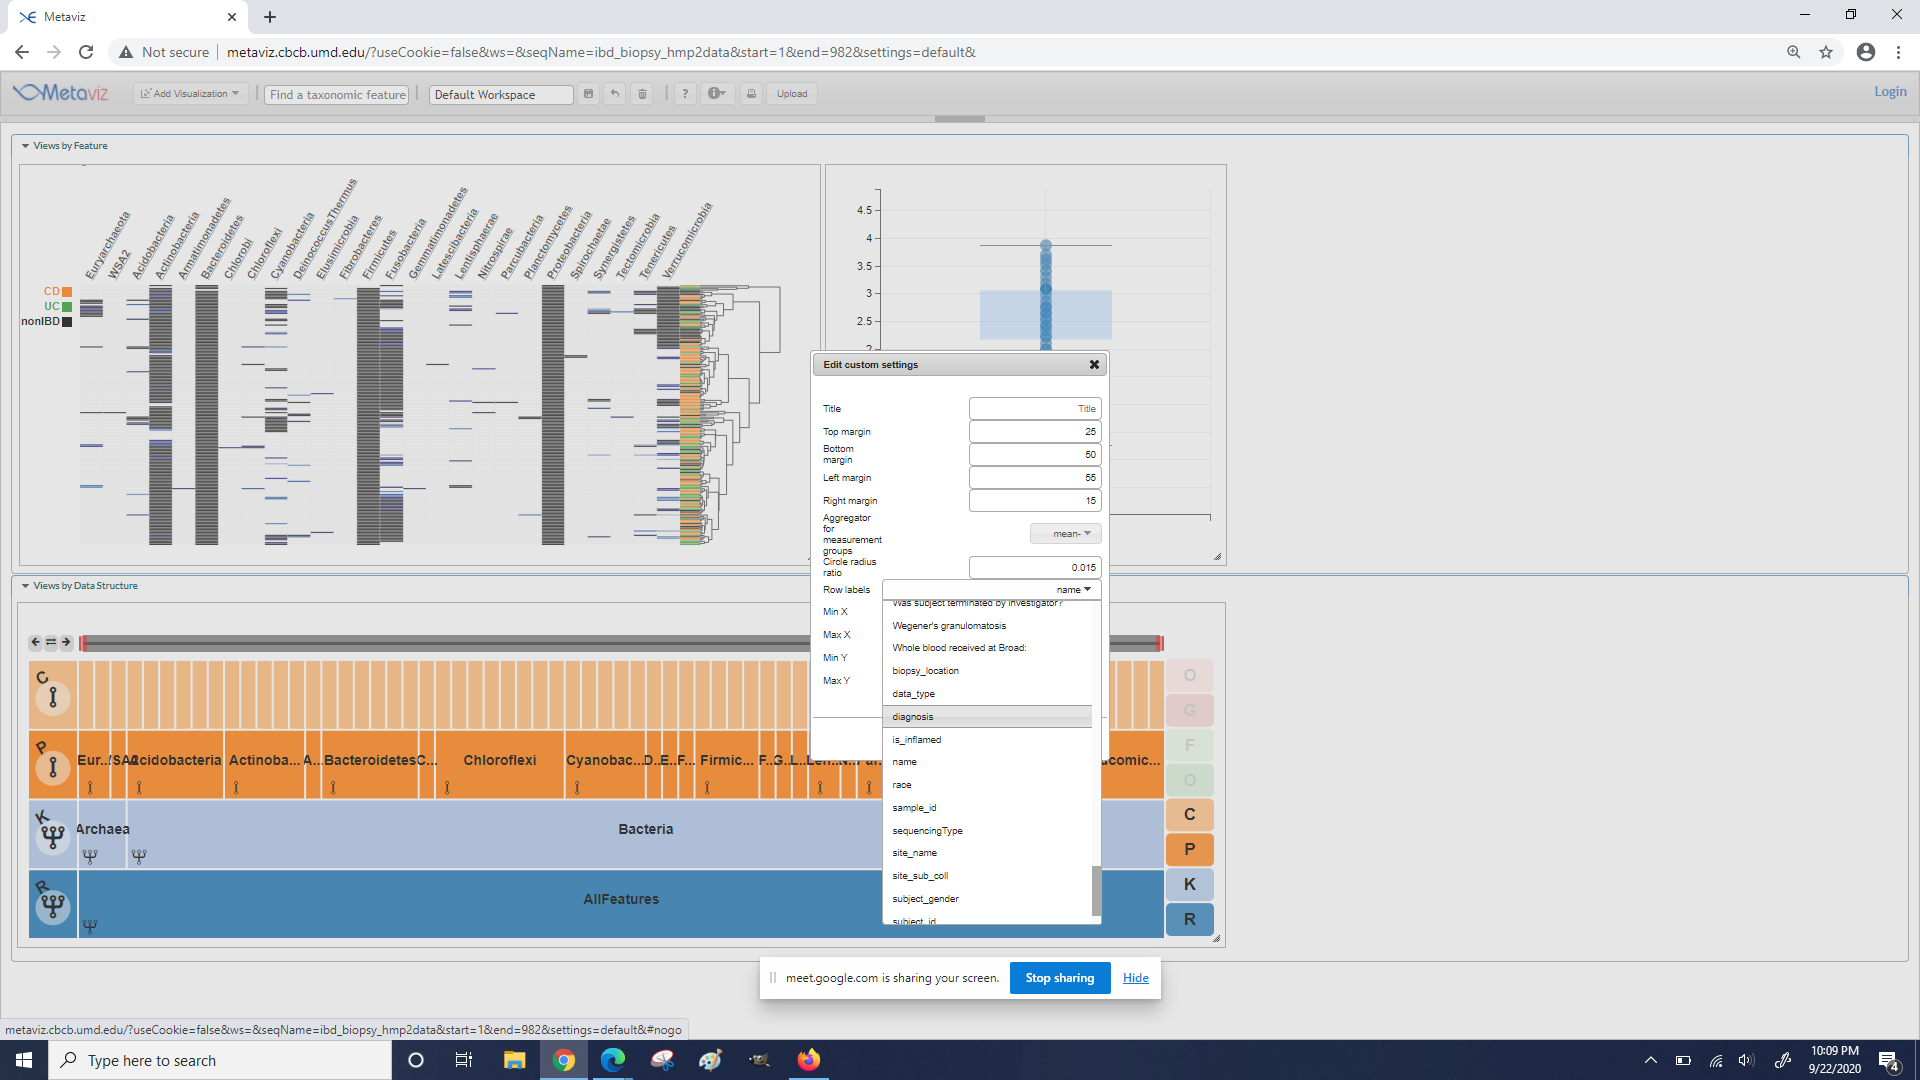 Metaviz
Not secure
metaviz.cbcb.umd.edu/?useCookie=false&ws=&seqName=ibd_biopsy_hmp2data&start=1&end=982&settings=default&
Metaviz
Add Visualization
Find a taxonomic feature
Default Workspace
?
Upload
Login
Views by Feature
Euryarchaeota
WSA2
Acidobacteria
Actinobacteria
Armatimonadetes
Bacteroidetes
Chlorobi
Chloroflexi
Cyanobacteria
DeinococcusThermus
Elusimicrobia
Fibrobacteres
Firmicutes
Fusobacteria
Gemmatimonadetes
Latescibacteria
Lentisphaerae
Nitrospirae
Parcubacteria
Planctomycetes
Proteobacteria
Spirochaetae
Synergistetes
Tectomicrobia
Tenericutes
Verrucomicrobia
CD
UC
nonIBD
4.5
4
3.5
3
2.5
2
Edit custom settings
Title Title
Top margin 25
Bottom margin 50
Left margin 55
Right margin 15
Aggregator for measurement groups mean-
Circle radius ratio 0.015
Row labels name
Min X
Max X
Min Y
Max Y
Was subject terminated by investigator?
Wegener's granulomatosis
Whole blood received at Broad:
biopsy_location
data_type
diagnosis
is_inflamed
name
race
sample_id
sequencingType
site_name
site_sub_coll
subject_gender
subject_id
Views by Data Structure
C
P
Eur...
Acidobacteria
Actinoba...
A...
Bacteroidetes
C...
Chloroflexi
Cyanobac...
D...
E...
F...
Firmic...
F...
G...
L...
ucomic...
K
Archaea
Bacteria
R
AllFeatures
O
G
F
O
C
P
K
R
meet.google.com is sharing your screen.
Stop sharing
Hide
metaviz.cbcb.umd.edu/?useCookie=false&ws=&seqName=ibd_biopsy_hmp2data&start=1&end=982&settings=default&#nogo
Type here to search
10:09 PM
9/22/2020
4